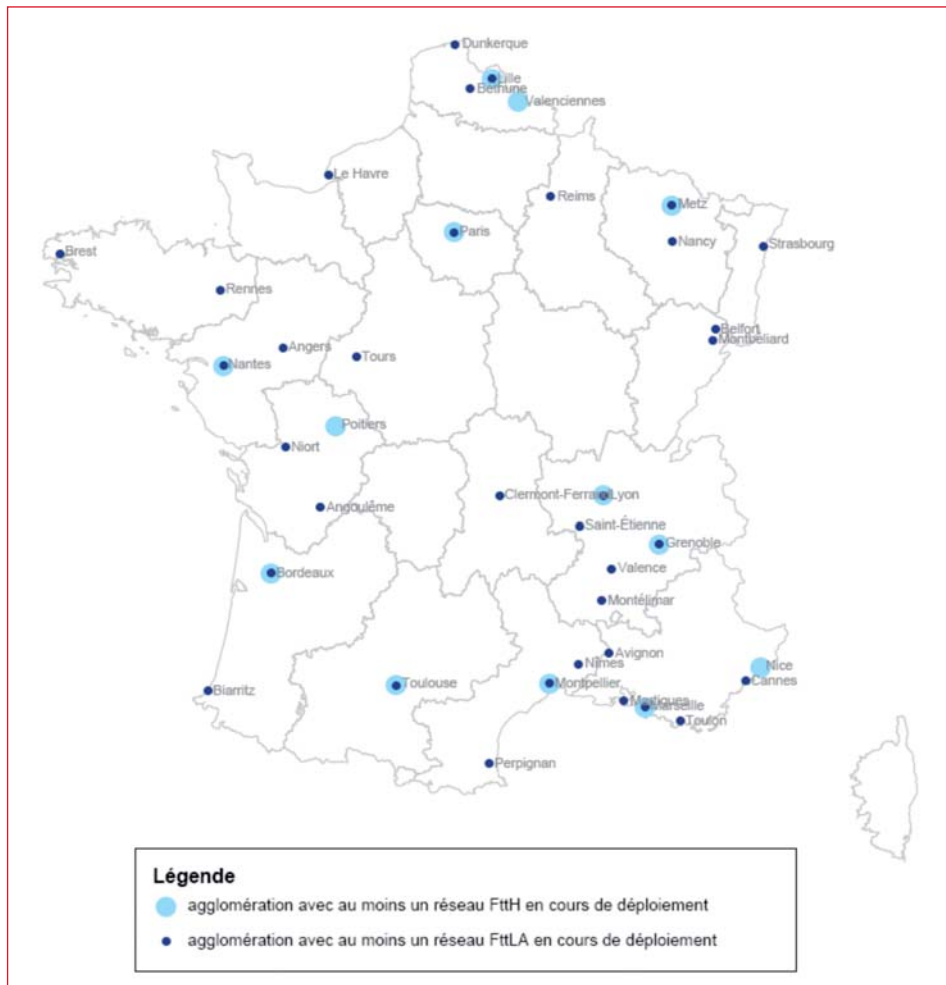 Dunkerque
Lille
Béthune
Valenciennes
Le Havre
Reims
Metz
Paris
Nancy
Strasbourg
Brest
Rennes
Belfort
Montbéliard
Angers
Tours
Nantes
Poitiers
Niort
Clermont-Ferrand
Lyon
Angoulême
Saint-Étienne
Grenoble
Valence
Bordeaux
Montélimar
Avignon
Nîmes
Nice
Cannes
Toulouse
Montpellier
Biarritz
Martigues
Marseille
Toulon
Perpignan
Légende
agglomération avec au moins un réseau FttH en cours de déploiement
agglomération avec au moins un réseau FttLA en cours de déploiement